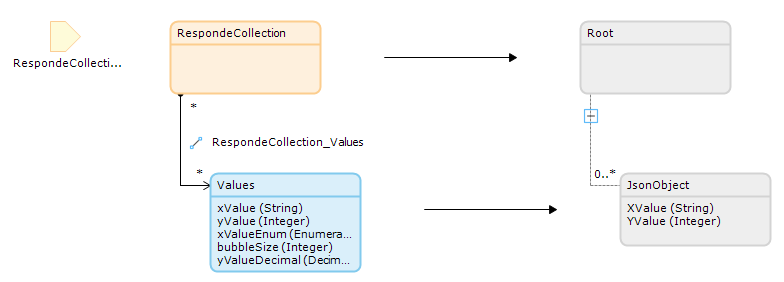 RespondeCollecti...
RespondeCollection
Root
*
RespondeCollection_Values
*
0..*
Values
xValue (String)
yValue (Integer)
xValueEnum (Enumera...
bubbleSize (Integer)
yValueDecimal (Decim...
JsonObject
XValue (String)
YValue (Integer)